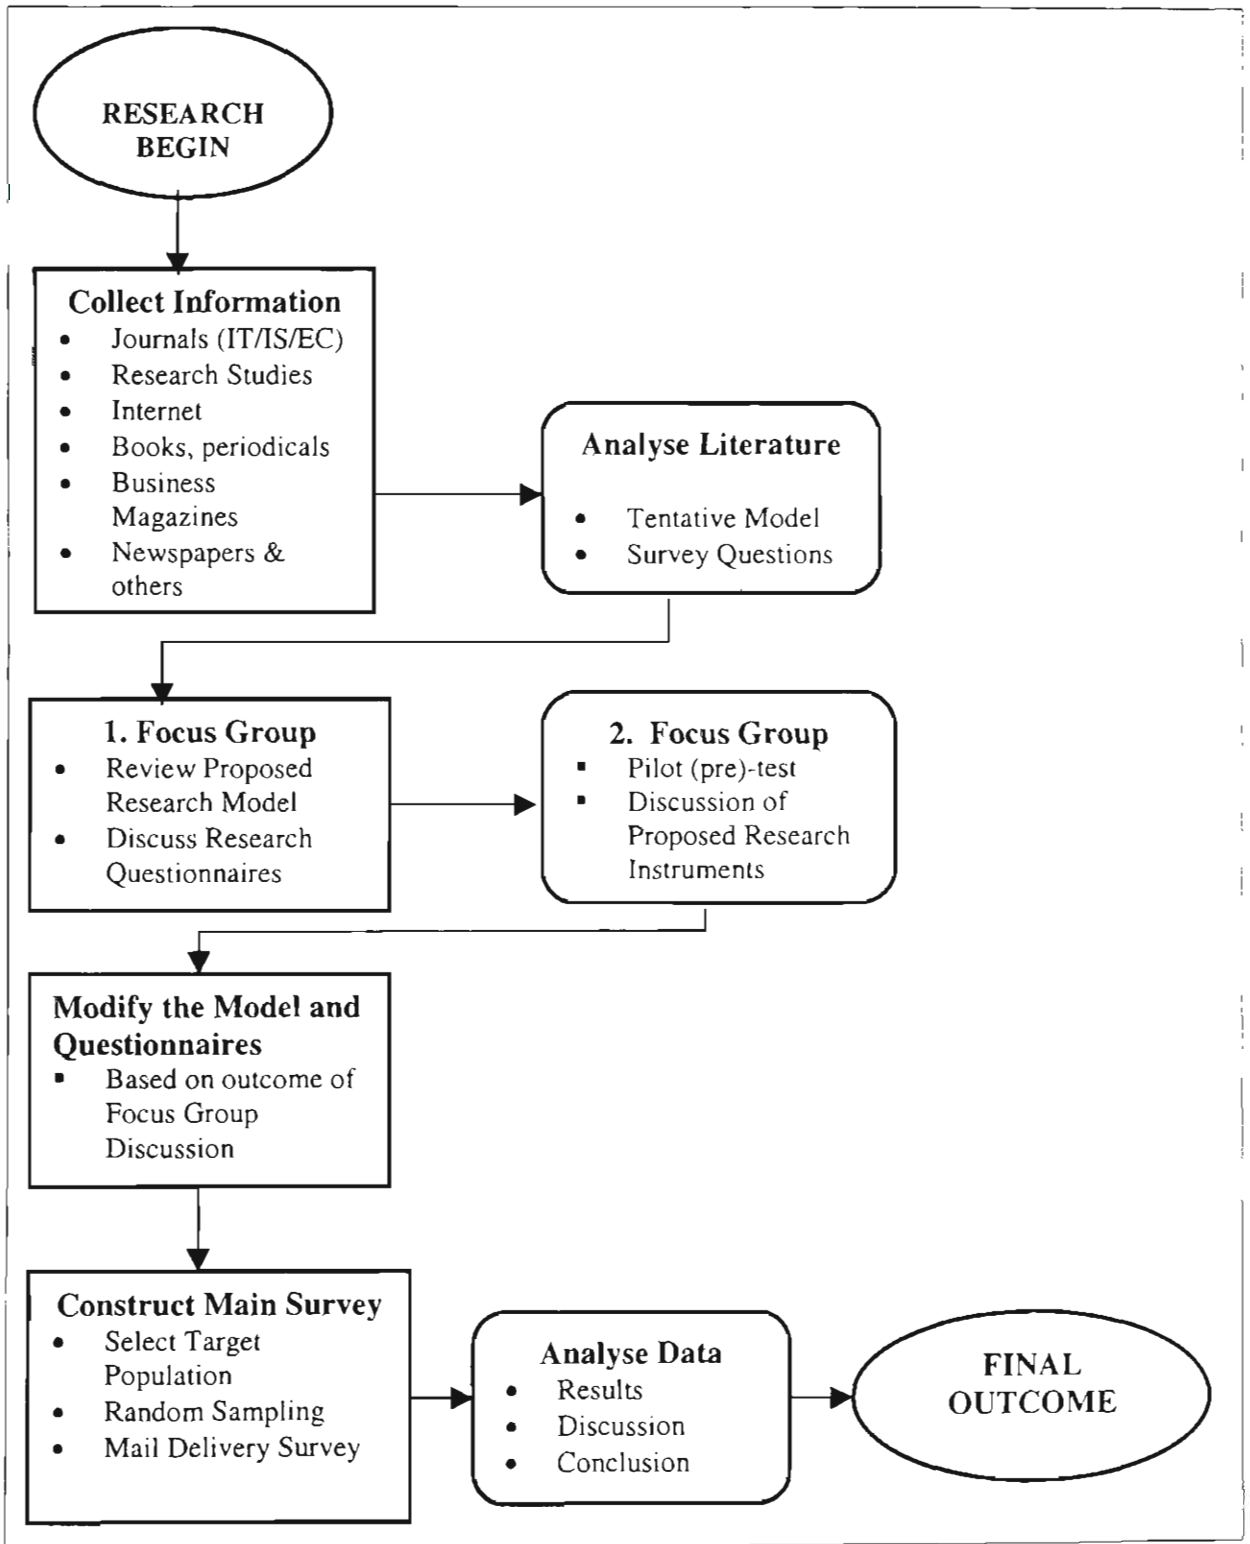 RESEARCH
BEGIN
Collect Information
• Journals (IT/IS/EC)
• Research Studies
• Internet
• Books, periodicals
• Business
Magazines
• Newspapers &
others
Analyse Literature
• Tentative Model
• Survey Questions
1. Focus Group
• Review Proposed
Research Model
• Discuss Research
Questionnaires
2. Focus Group
▪ Pilot (pre)-test
▪ Discussion of
Proposed Research
Instruments
Modify the Model and
Questionnaires
▪ Based on outcome of
Focus Group
Discussion
Construct Main Survey
• Select Target
Population
• Random Sampling
• Mail Delivery Survey
Analyse Data
• Results
• Discussion
• Conclusion
FINAL
OUTCOME